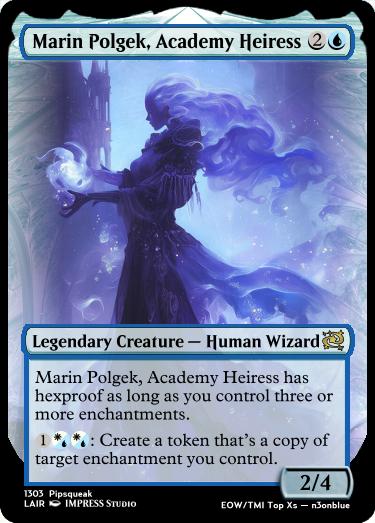 Marin Polgek, Academy Heiress 2
Legendary Creature — Human Wizard
Marin Polgek, Academy Heiress has
hexproof as long as you control three or
more enchantments.
1 : Create a token that's a copy of
target enchantment you control.
2/4
1303 Pipsqueak
LAIR IMPRESS STUDIO
EOW/TMI Top Xs — n3onblue